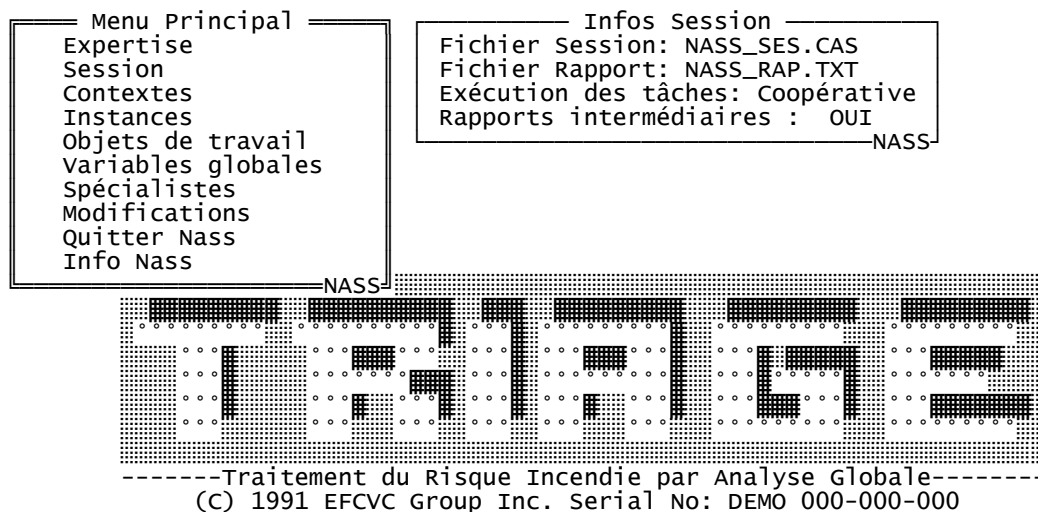 Menu Principal
Expertise
Session
Contextes
Instances
Objets de travail
Variables globales
Spécialistes
Modifications
Quitter Nass
Info Nass
NASS
Infos Session
Fichier Session: NASS_SES.CAS
Fichier Rapport: NASS_RAP.TXT
Exécution des tâches: Coopérative
Rapports intermédiaires : OUI
NASS
TRIAGE
-------Traitement du Risque Incendie par Analyse Globale-------
(C) 1991 EFCVC Group Inc. Serial No: DEMO 000-000-000